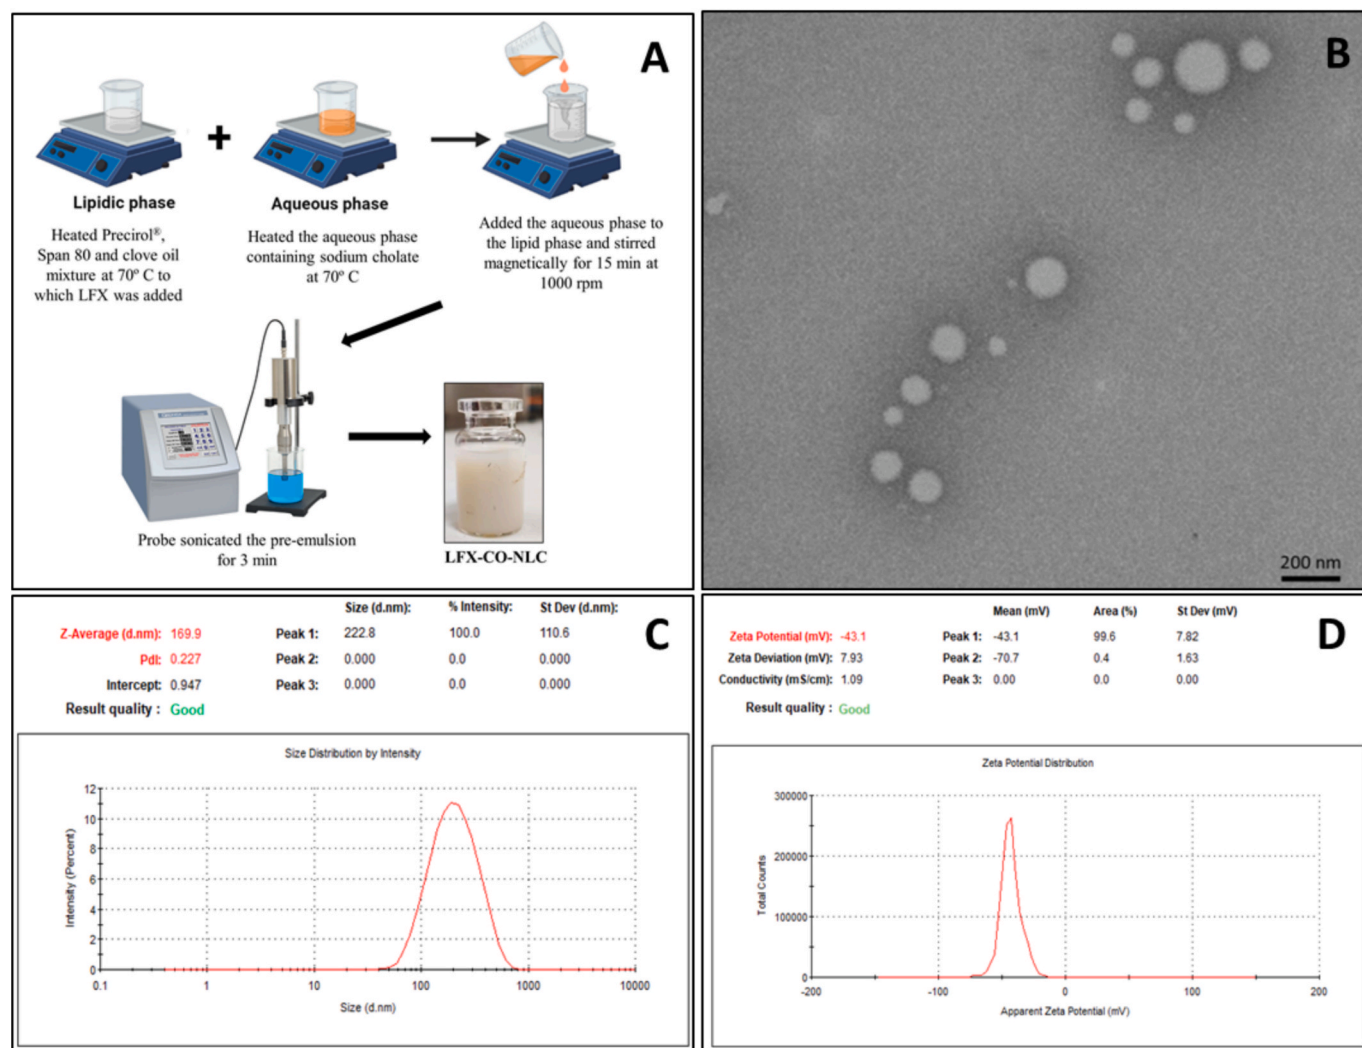 A
Lipidic phase
Heated Precirol®,
Span 80 and clove oil
mixture at 70º C to
which LFX was added
+
Aqueous phase
Heated the aqueous phase
containing sodium cholate
at 70º C
Added the aqueous phase to
the lipid phase and stirred
magnetically for 15 min at
1000 rpm
Probe sonicated the pre-emulsion
for 3 min
LFX-CO-NLC
B
200 nm
C
Size (d.nm): % Intensity: St Dev (d.nm):
Z-Average (d.nm): 169.9 Peak 1: 222.8 100.0 110.6
PdI: 0.227 Peak 2: 0.000 0.0 0.000
Intercept: 0.947 Peak 3: 0.000 0.0 0.000
Result quality : Good
Size Distribution by Intensity
Intensity (Percent)
12
10
8
6
4
2
0
0.1 1 10 100 1000 10000
Size (d.nm)
D
Mean (mV) Area (%) St Dev (mV)
Zeta Potential (mV): -43.1 Peak 1: -43.1 99.6 7.82
Zeta Deviation (mV): 7.93 Peak 2: -70.7 0.4 1.63
Conductivity (mS/cm): 1.09 Peak 3: 0.00 0.0 0.00
Result quality : Good
Zeta Potential Distribution
Total Counts
300000
200000
100000
0
-200 -100 0 100 200
Apparent Zeta Potential (mV)